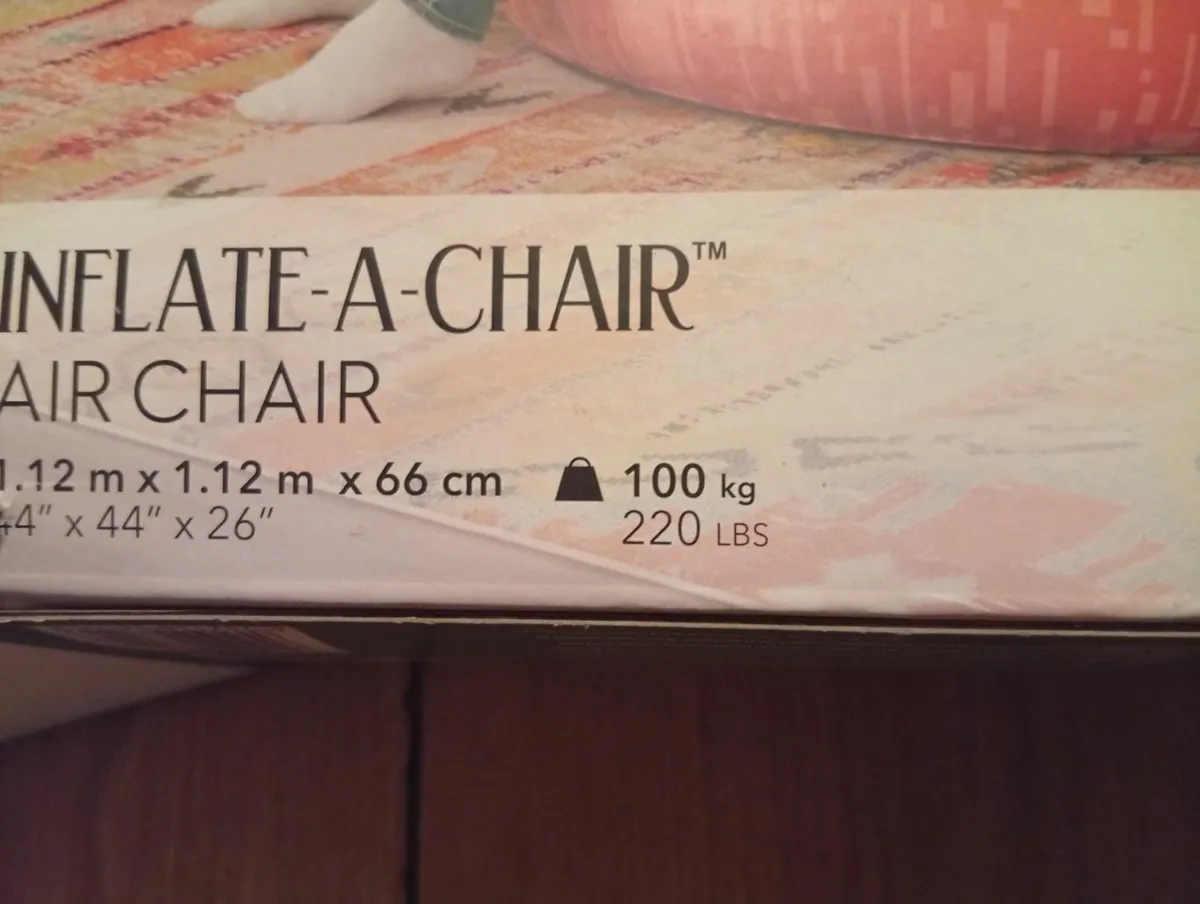 INFLATE-A-CHAIR™
AIR CHAIR
1.12 m x 1.12 m x 66 cm
44" x 44" x 26"
100 kg
220 LBS